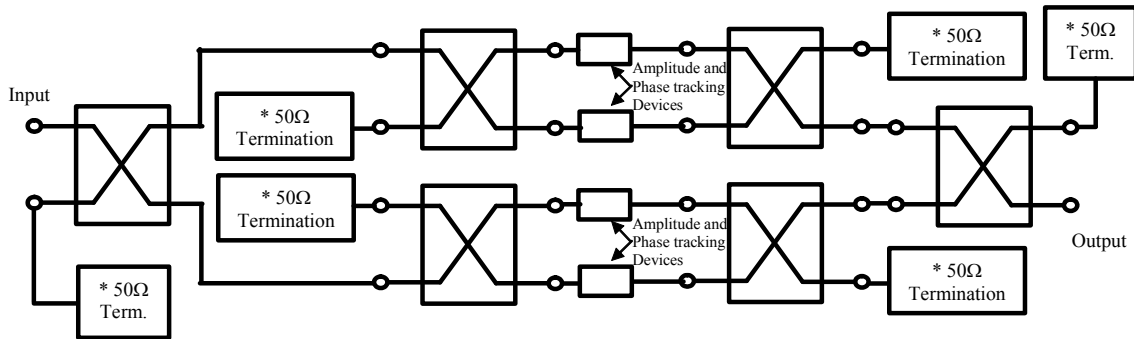 Input
* 50Ω
Term.
* 50Ω
Termination
* 50Ω
Termination
Amplitude and
Phase tracking
Devices
Amplitude and
Phase tracking
Devices
* 50Ω
Termination
* 50Ω
Term.
* 50Ω
Termination
Output